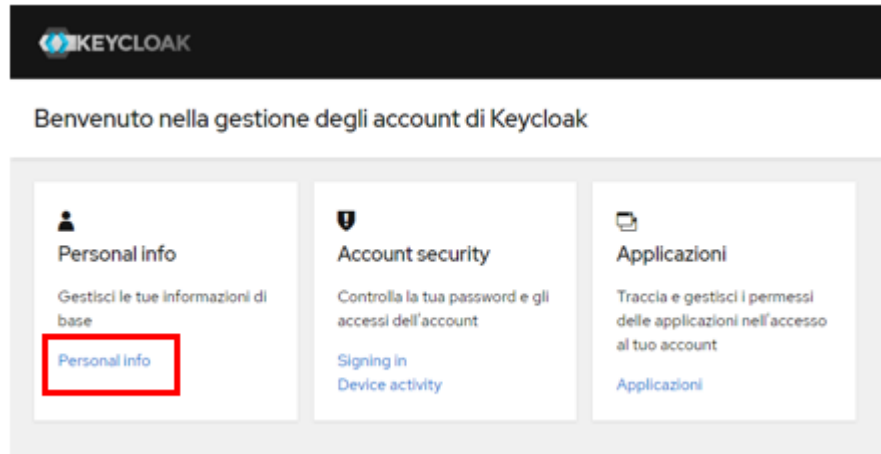 KEYCLOAK
Benvenuto nella gestione degli account di Keycloak
Personal info
Gestisci le tue informazioni di
base
Personal info
Account security
Controlla la tua password e gli
accessi dell'account
Signing in
Device activity
Applicazioni
Traccia e gestisci i permessi
delle applicazioni nell'accesso
al tuo account
Applicazioni